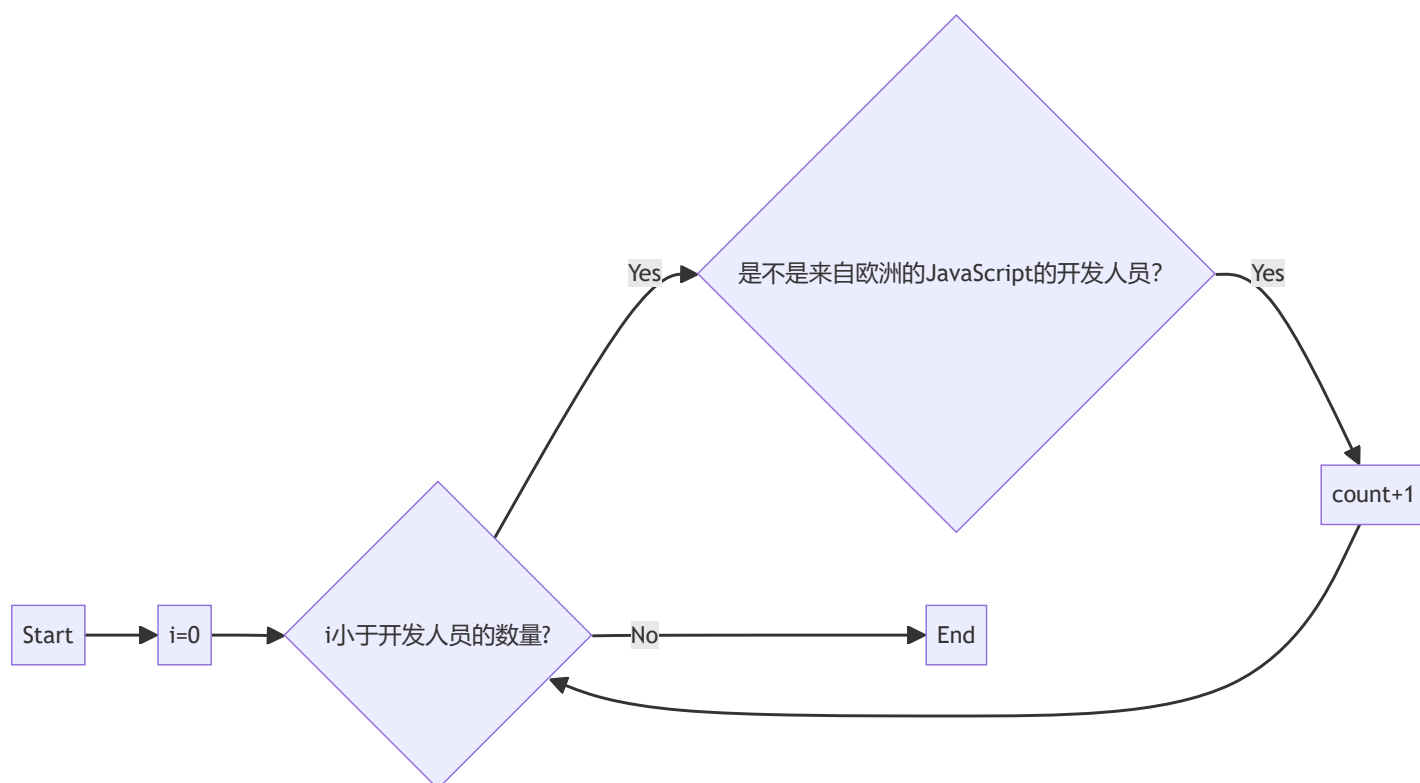 是不是来自欧洲的JavaScript的开发人员？
Yes
Yes
count+1
Start
i=0
i小于开发人员的数量?
No
End